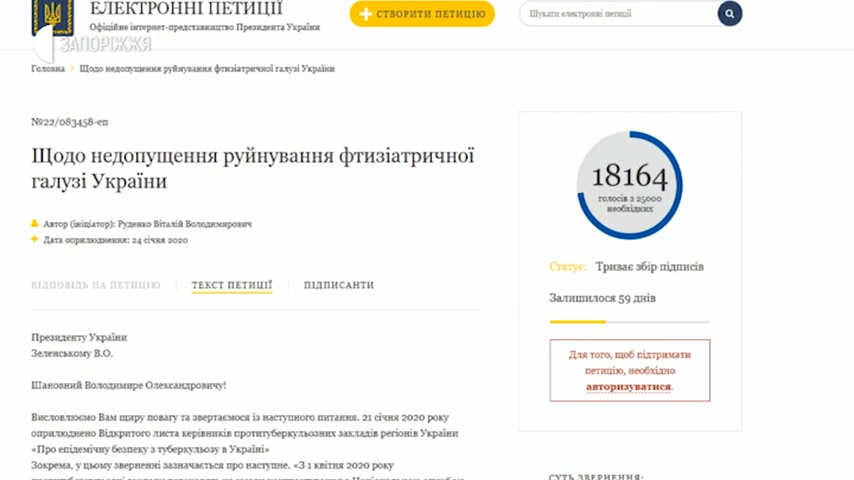 ЕЛЕКТРОННІ ПЕТИЦІЇ
Офіційне інтернет-представництво Президента України
СТВОРИТИ ПЕТИЦІЮ
Шукати електронні петиції
ЗАПОРІЖЖЯ
Головна › Щодо недопущення руйнування фтизіатричної галузі України
№22/083458-еп
Щодо недопущення руйнування фтизіатричної
галузі України
Автор (ініціатор): Руденко Віталій Володимирович
Дата оприлюднення: 24 січня 2020
ВІДПОВІДЬ НА ПЕТИЦІЮ
ТЕКСТ ПЕТИЦІЇ
ПІДПИСАНТИ
Президенту України
Зеленському В.О.
Шановний Володимире Олександровичу!
Висловлюємо Вам щиру повагу та звертаємося із наступного питання. 21 січня 2020 року
оприлюднено Відкритого листа керівників протитуберкульозних закладів регіонів України
«Про епідемічну безпеку з туберкульозу в Україні»
Зокрема, у цьому зверненні зазначається про наступне. «З 1 квітня 2020 року
18164
голосів з 25000
необхідних
Статус: Триває збір підписів
Залишилося 59 днів
Для того, щоб підтримати
петицію, необхідно
авторизуватися.
СУТЬ ЗВЕРНЕННЯ: